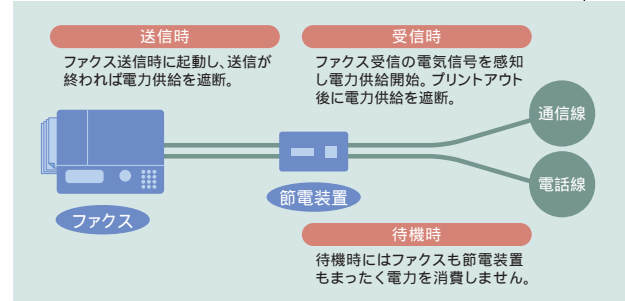 送信時
ファクス送信時に起動し、送信が
終われば電力供給を遮断。
受信時
ファクス受信の電気信号を感知
し電力供給開始。プリントアウト
後に電力供給を遮断。
通信線
電話線
節電装置
ファクス
待機時
待機時にはファクスも節電装置
もまったく電力を消費しません。